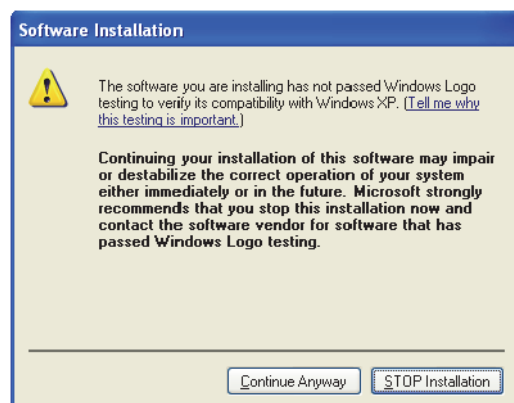 Software Installation
The software you are installing has not passed Windows Logo
testing to verify its compatibility with Windows XP. (Tell me why
this testing is important.)
Continuing your installation of this software may impair
or destabilize the correct operation of your system
either immediately or in the future. Microsoft strongly
recommends that you stop this installation now and
contact the software vendor for software that has
passed Windows Logo testing.
Continue Anyway
STOP Installation